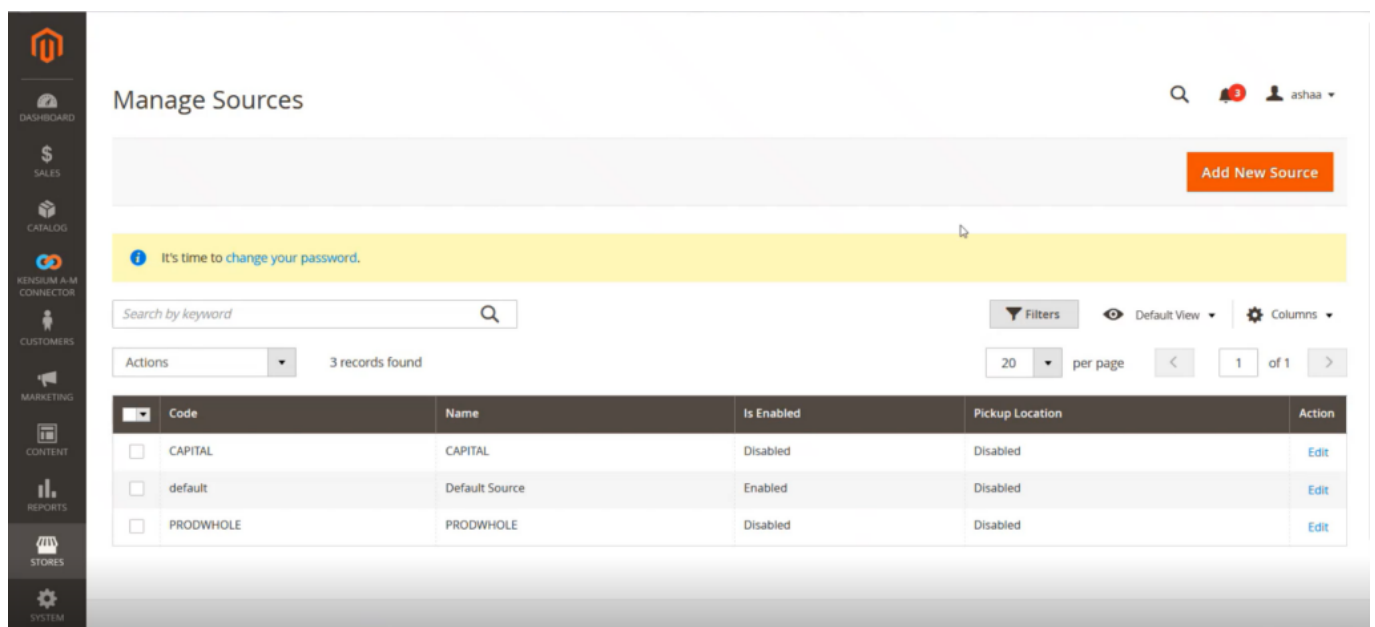 DASHBOARD
SALES
CATALOG
KENSIUM A-M
CONNECTOR
CUSTOMERS
MARKETING
CONTENT
REPORTS
STORES
SYSTEM
Manage Sources
3
ashaa
Add New Source
It's time to change your password.
Search by keyword
Filters
Default View
Columns
Actions
3 records found
20
per page
1
of 1
Code Name Is Enabled Pickup Location Action
CAPITAL CAPITAL Disabled Disabled Edit
default Default Source Enabled Disabled Edit
PRODWHOLE PRODWHOLE Disabled Disabled Edit